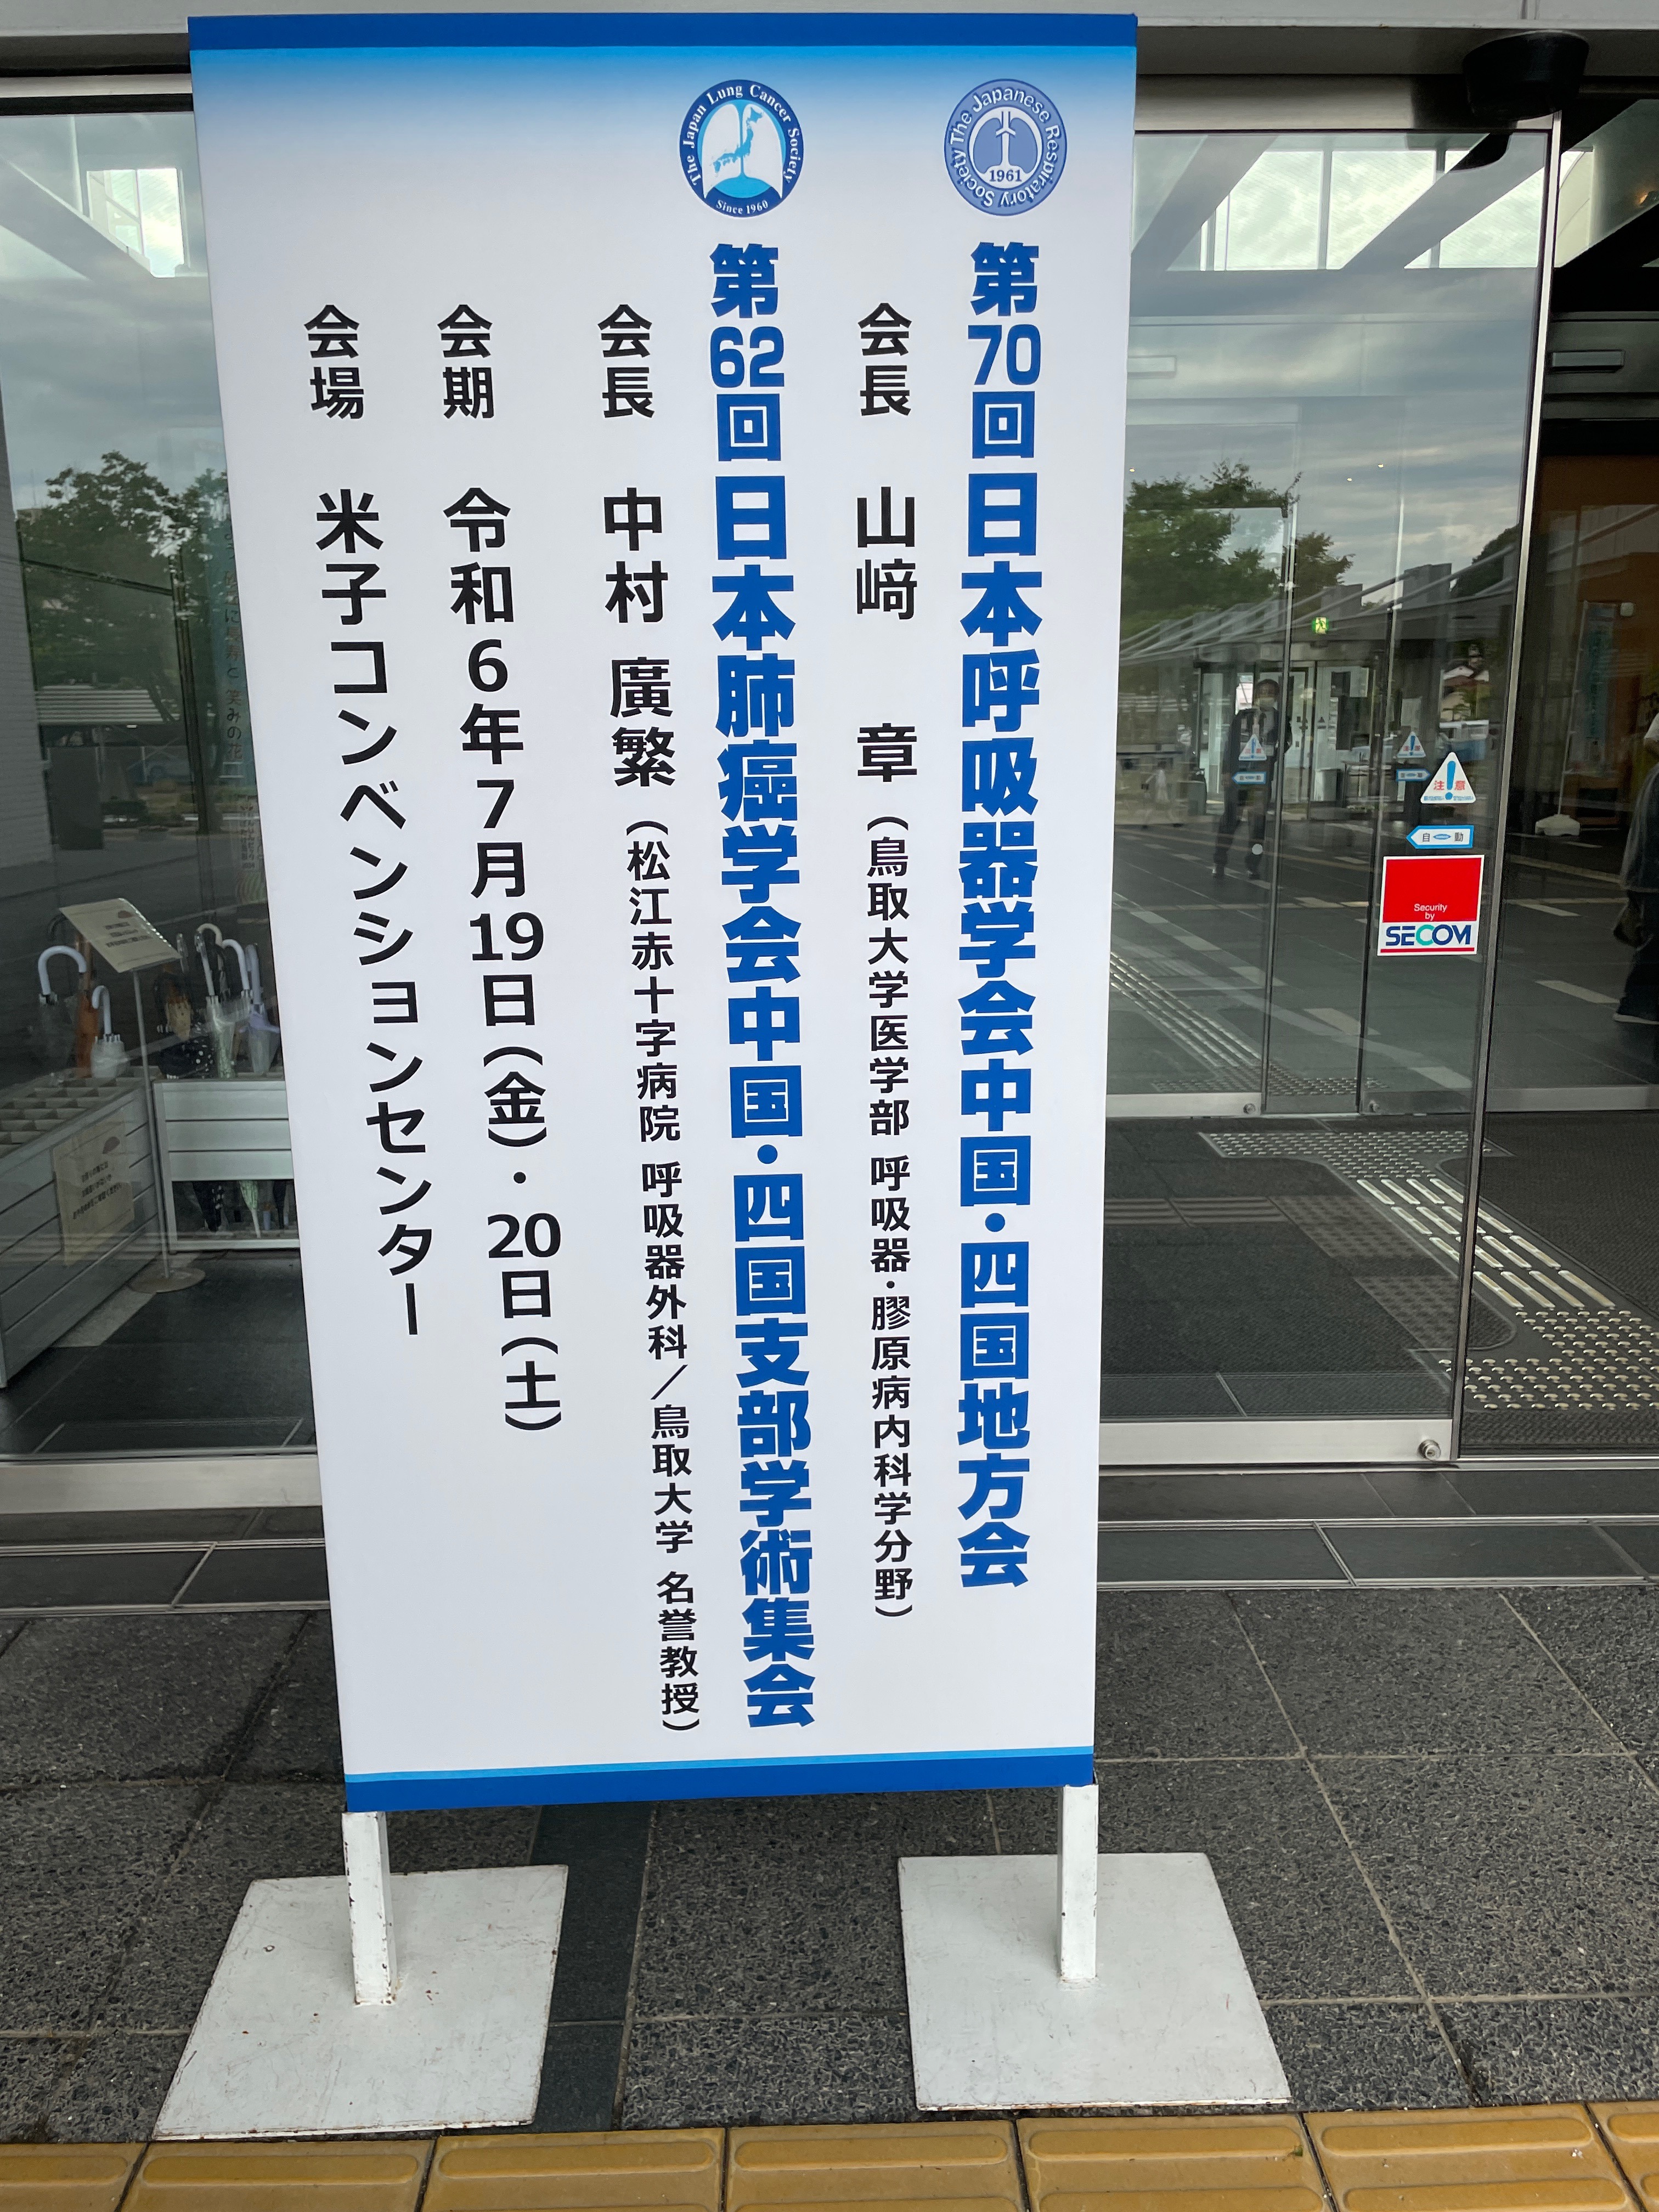 The Japanese Respiratory Society
1961
第70回 日本呼吸器学会中国・四国地方会
会長 山﨑 章（鳥取大学医学部 呼吸器・膠原病内科学分野）
The Japan Lung Cancer Society
Since 1960
第62回 日本肺癌学会中国・四国支部学術集会
会長 中村 廣繁（松江赤十字病院 呼吸器外科／鳥取大学 名誉教授）
会期 令和6年7月19日（金）・20日（土）
会場 米子コンベンションセンター
注意
自動
Security
by
SECOM